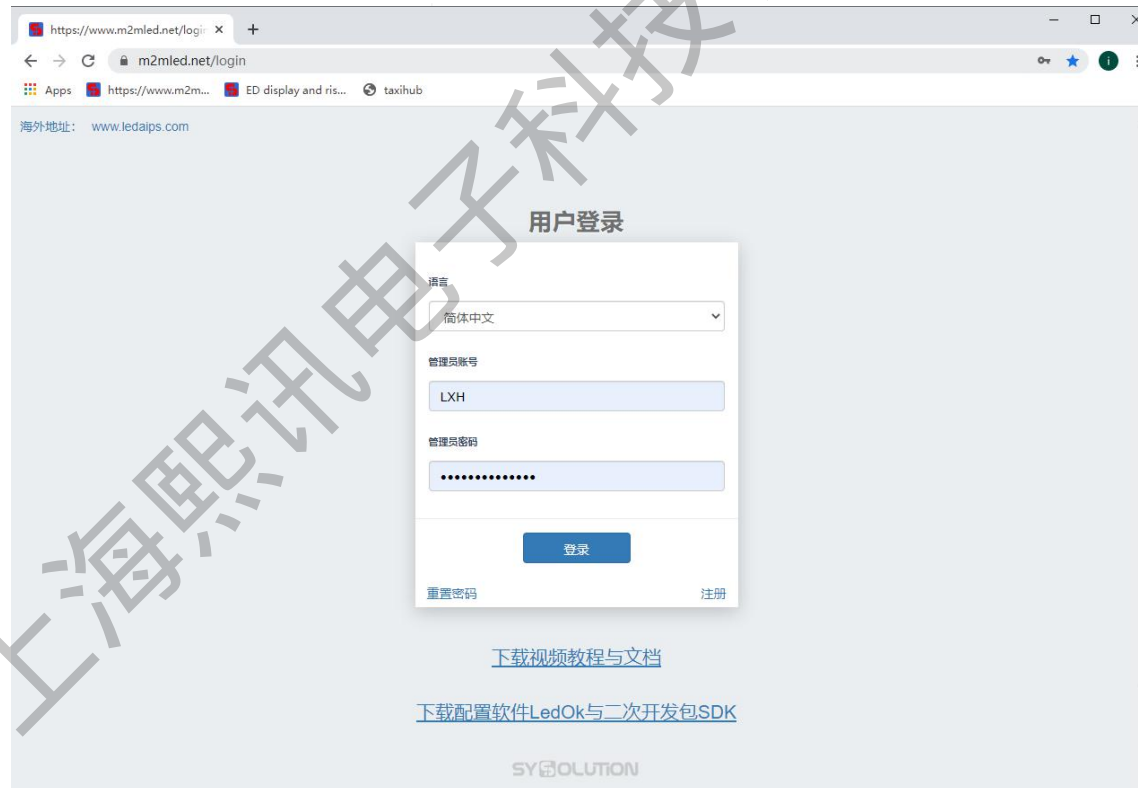 https://www.m2mled.net/logi
m2mled.net/login
Apps
https://www.m2m...
ED display and ris...
taxihub
海外地址： www.ledaips.com
用户登录
语言
简体中文
管理员账号
LXH
管理员密码
••••••••••••••
登录
重置密码
注册
下载视频教程与文档
下载配置软件LedOk与二次开发包SDK
SYSOLUTION
上海熙讯电子科技